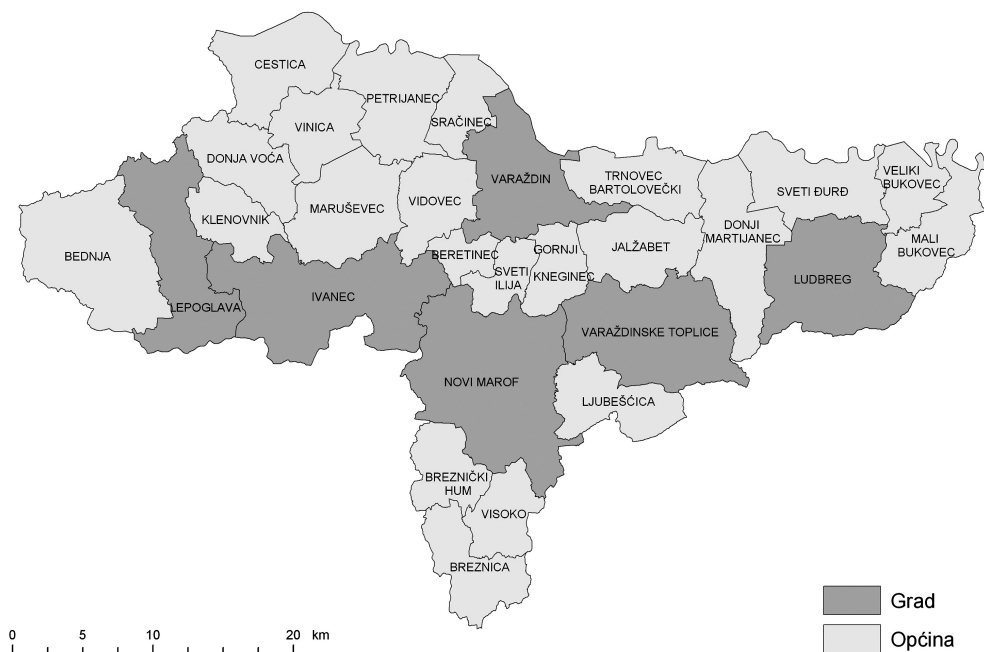 CESTICA
PETRIJANEC
SRAČINEC
VINICA
DONJA VOĆA
VARAŽDIN
TRNOVEC
BARTOLOVEČKI
SVETI ĐURĐ
VELIKI
BUKOVEC
KLENOVNIK
MARUŠEVEC
VIDOVEC
BEDNJA
BERETINEC
SVETI
ILIJA
GORNJI
KNEGINEC
JALŽABET
DONJI
MARTIJANEC
MALI
BUKOVEC
LUDBREG
LEPOGLAVA
IVANEC
VARAŽDINSKE TOPLICE
NOVI MAROF
LJUBEŠĆICA
BREZNIČKI
HUM
VISOKO
BREZNICA
Grad
Općina
0 5 10 20 km